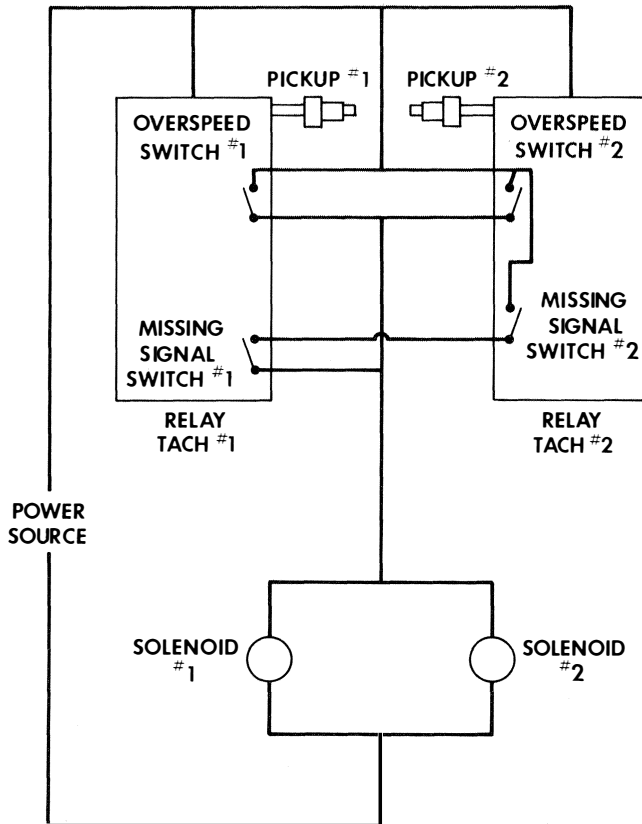 PICKUP #1
PICKUP #2
OVERSPEED
SWITCH #1
OVERSPEED
SWITCH #2
MISSING
SIGNAL
SWITCH #1
MISSING
SIGNAL
SWITCH #2
RELAY
TACH #1
RELAY
TACH #2
POWER
SOURCE
SOLENOID
#1
SOLENOID
#2